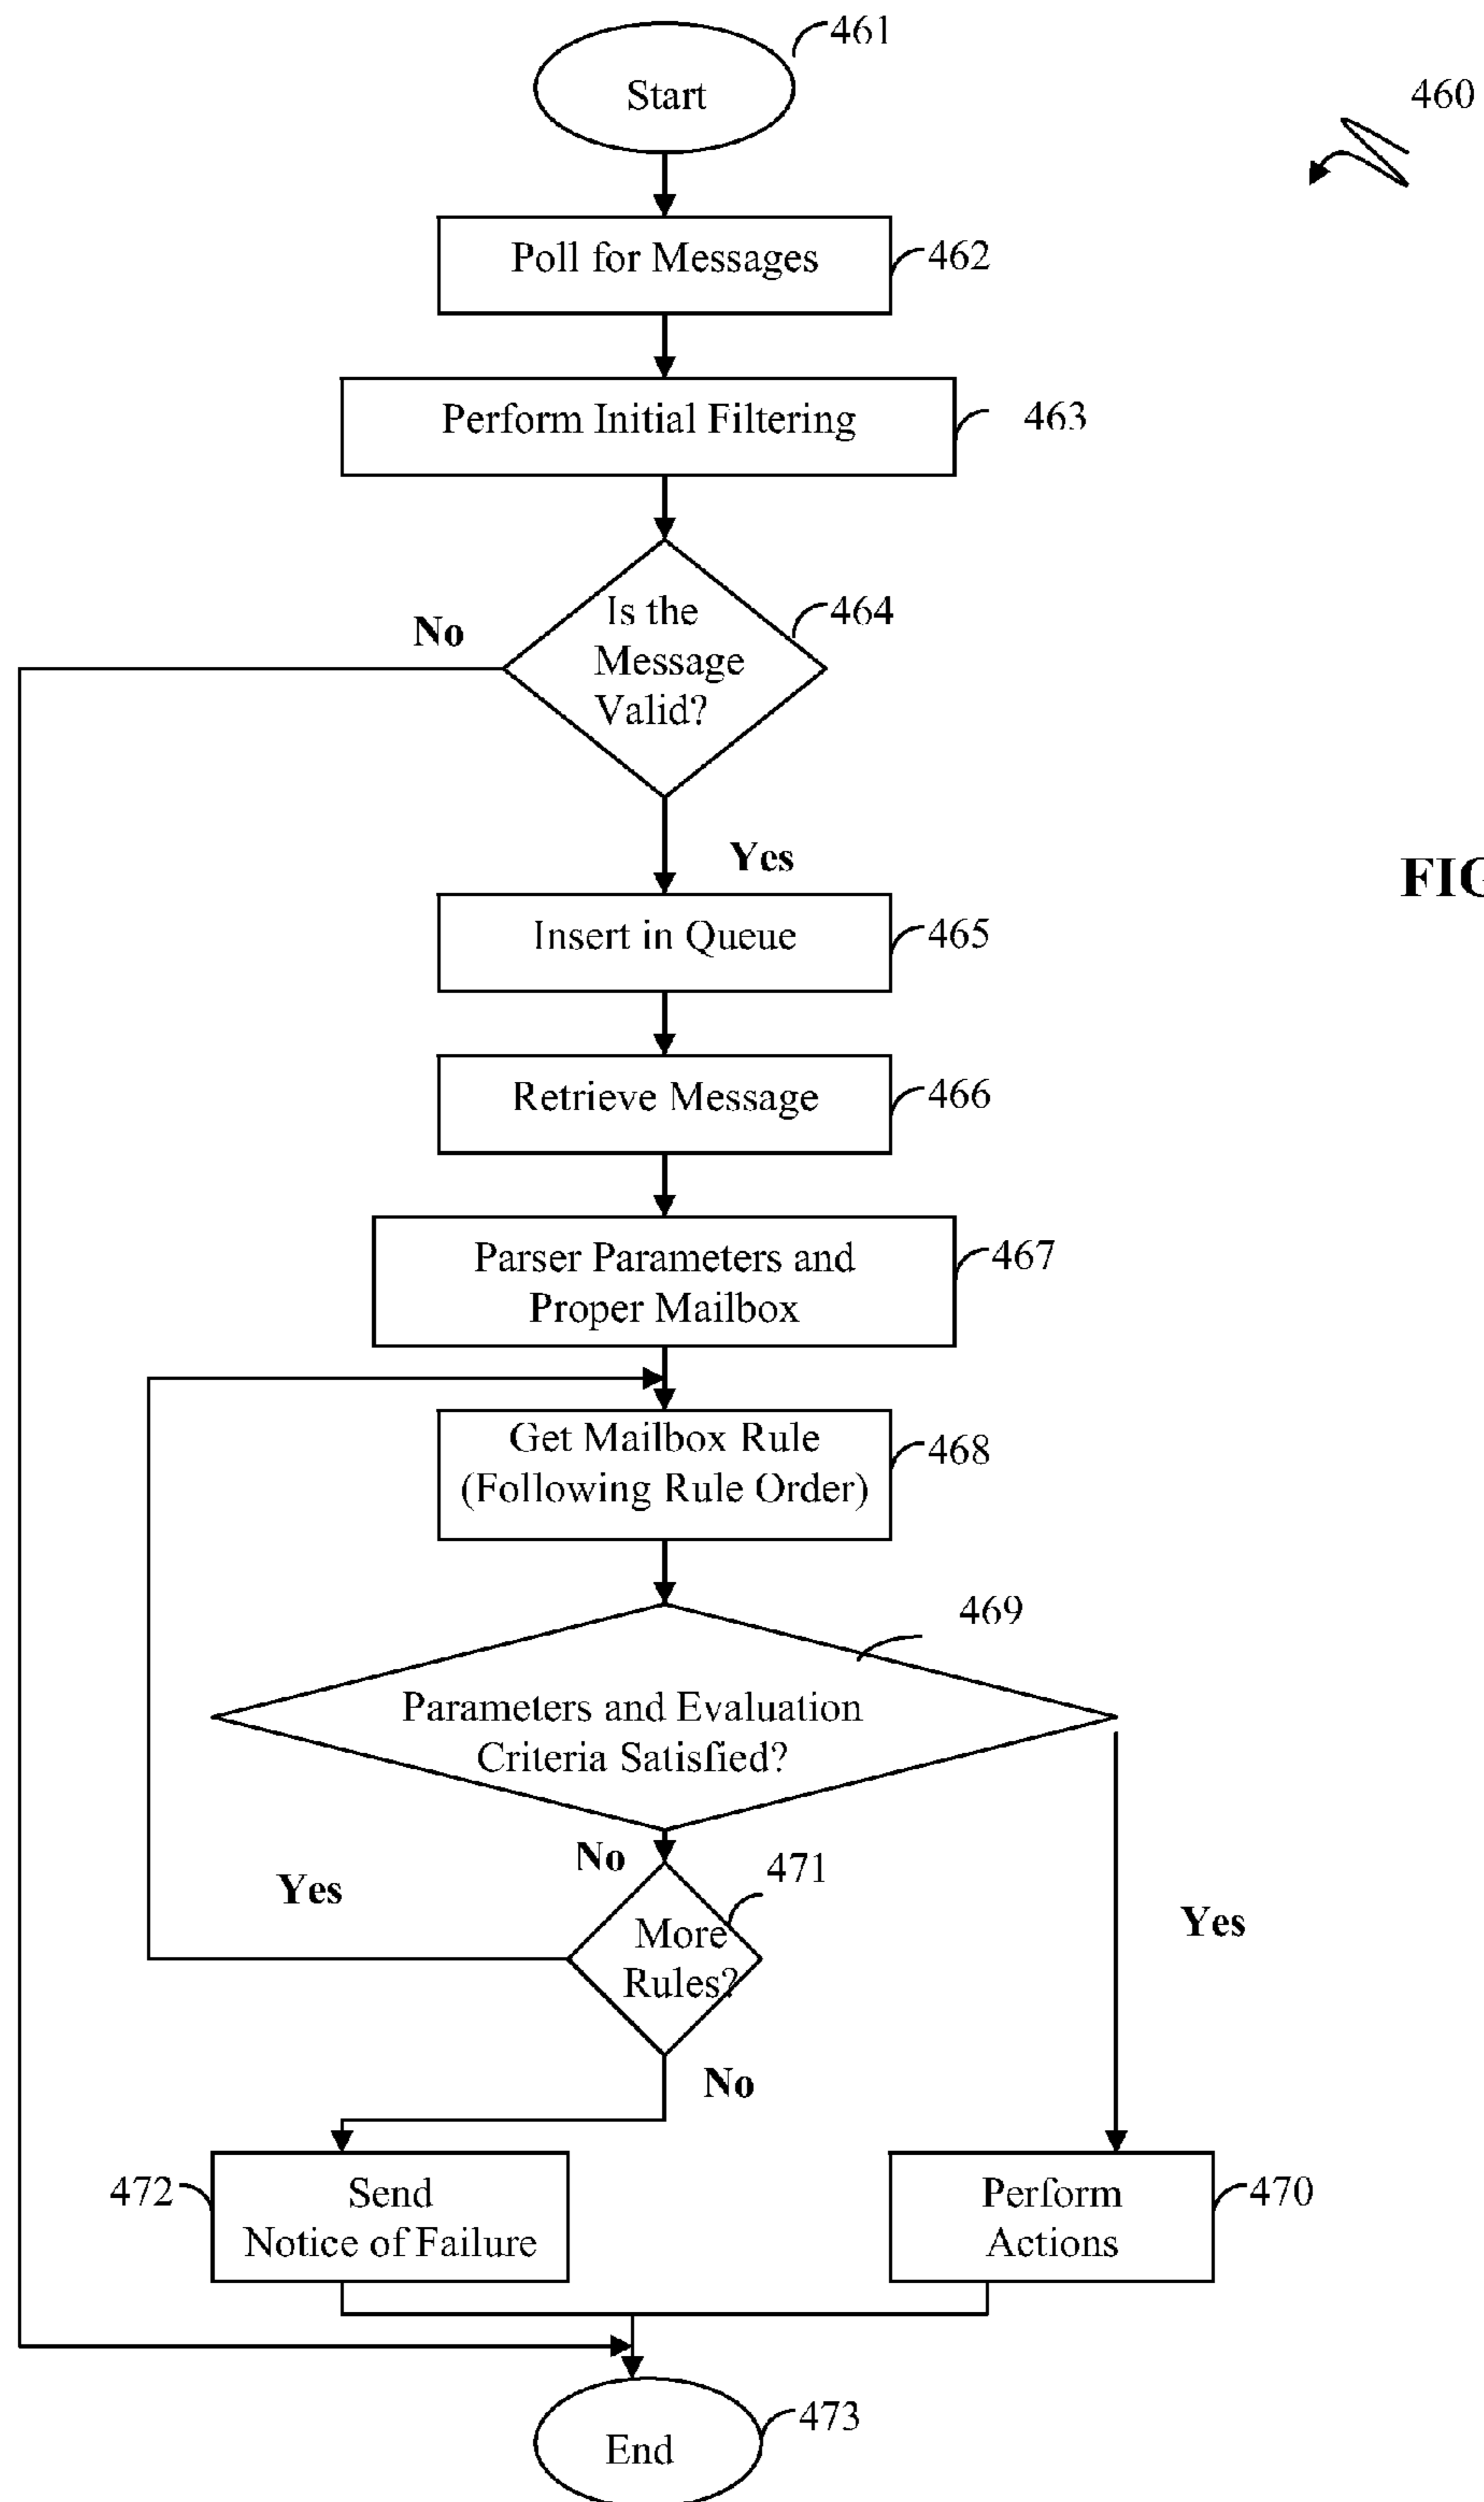 461
Start
460
Poll for Messages
462
Perform Initial Filtering
463
Is the
Message
Valid?
464
No
Yes
FIG
Insert in Queue
465
Retrieve Message
466
Parser Parameters and
Proper Mailbox
467
Get Mailbox Rule
(Following Rule Order)
468
469
Parameters and Evaluation
Criteria Satisfied?
No
471
Yes
More
Rules?
Yes
No
472
Send
Notice of Failure
Perform
Actions
470
473
End